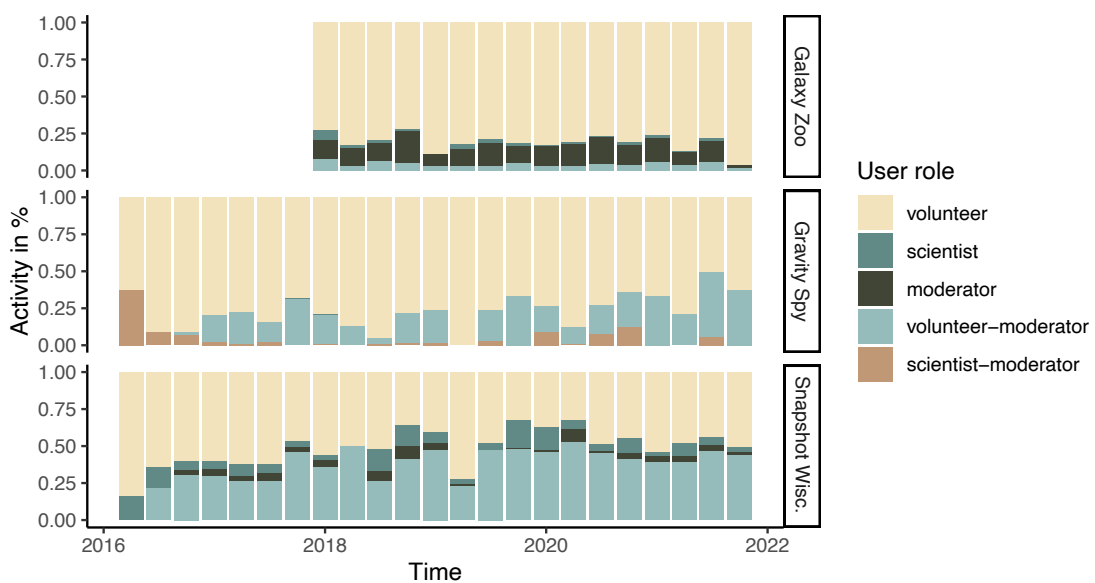 1.00
0.75
0.50
0.25
0.00
Galaxy Zoo
1.00
0.75
0.50
0.25
0.00
Gravity Spy
1.00
0.75
0.50
0.25
0.00
Snapshot Wisc.
Activity in %
2016
2018
2020
2022
Time
User role
volunteer
scientist
moderator
volunteer−moderator
scientist−moderator